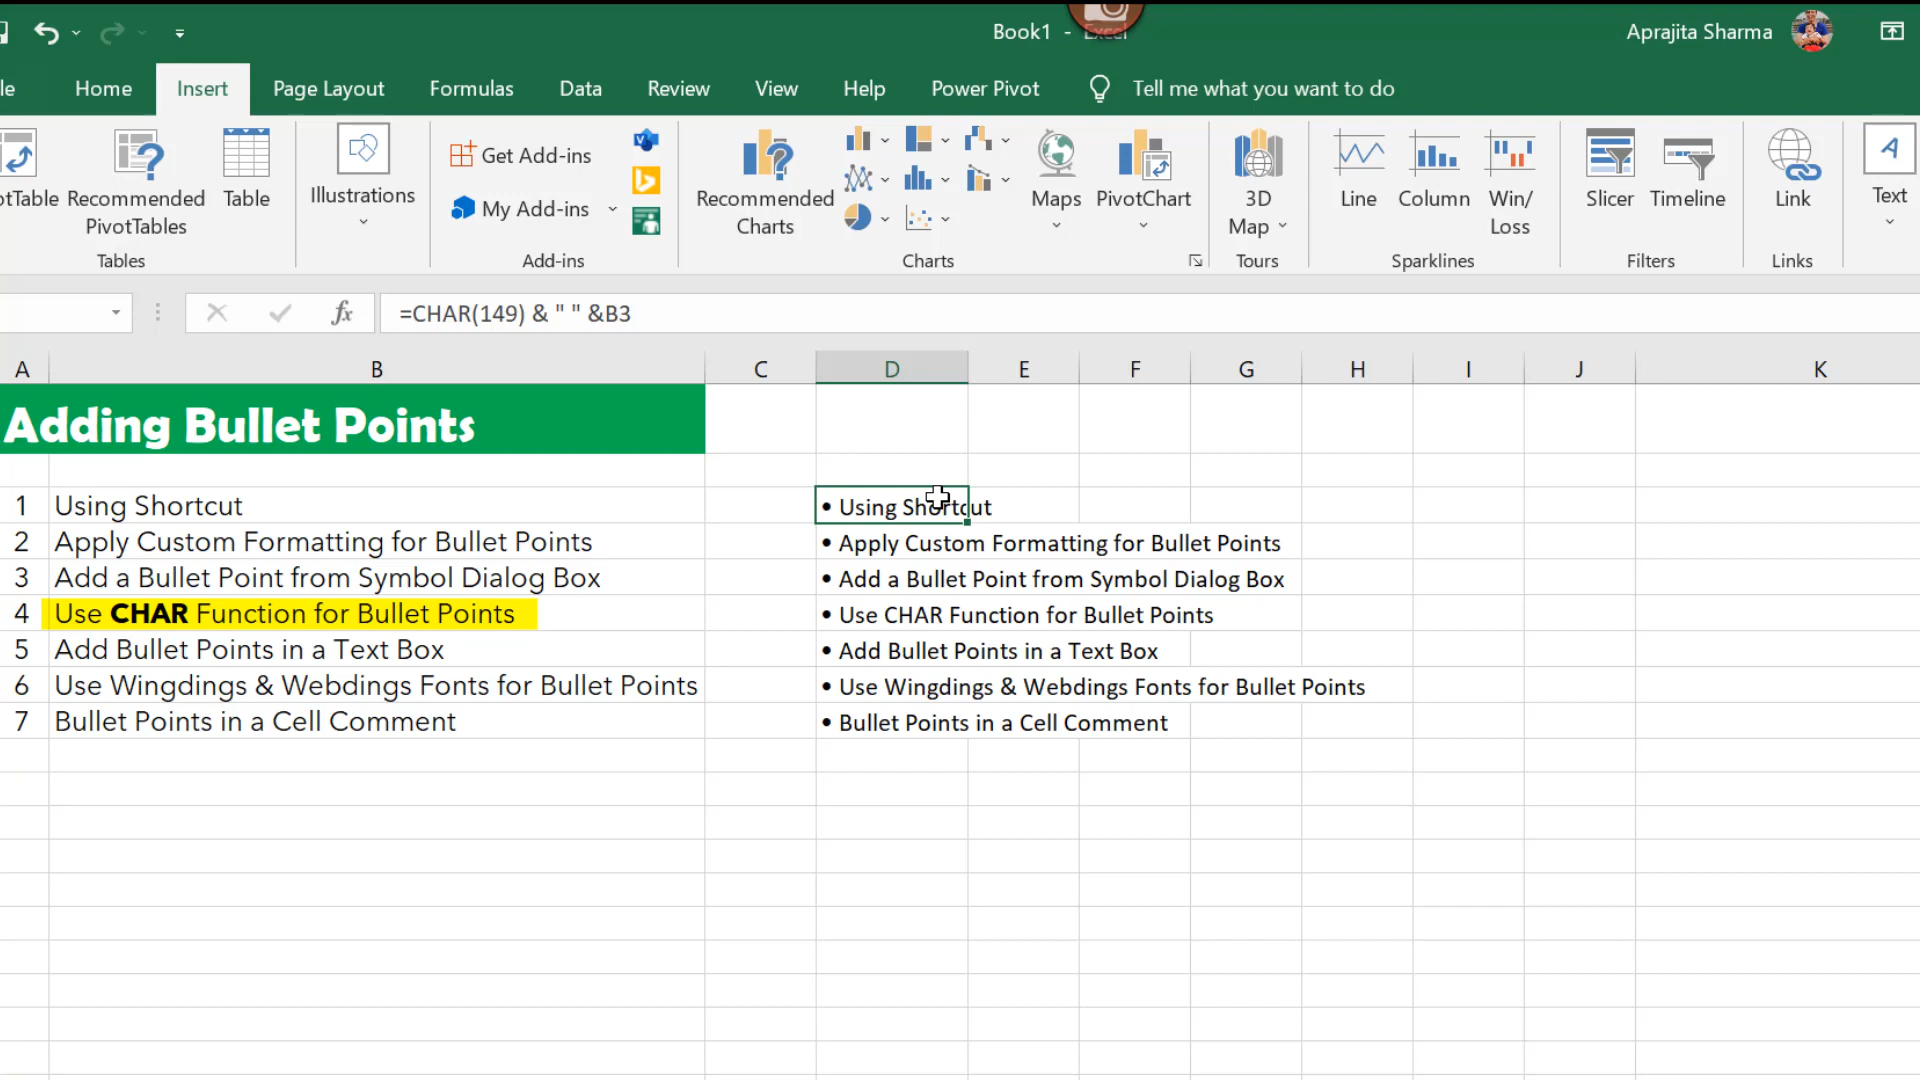 Book1 - Excel
Aprajita Sharma
le Home Insert Page Layout Formulas Data Review View Help Power Pivot Tell me what you want to do
otTable
Recommended
PivotTables
Table
Tables
Illustrations
Get Add-ins
My Add-ins
Add-ins
Recommended
Charts
Maps
PivotChart
Charts
3D
Map
Tours
Line
Column
Win/
Loss
Sparklines
Slicer
Timeline
Filters
Link
Links
A
Text
fx =CHAR(149) & " " &B3
A B C D E F G H I J K
Adding Bullet Points
1 Using Shortcut • Using Shortcut
2 Apply Custom Formatting for Bullet Points • Apply Custom Formatting for Bullet Points
3 Add a Bullet Point from Symbol Dialog Box • Add a Bullet Point from Symbol Dialog Box
4 Use CHAR Function for Bullet Points • Use CHAR Function for Bullet Points
5 Add Bullet Points in a Text Box • Add Bullet Points in a Text Box
6 Use Wingdings & Webdings Fonts for Bullet Points • Use Wingdings & Webdings Fonts for Bullet Points
7 Bullet Points in a Cell Comment • Bullet Points in a Cell Comment